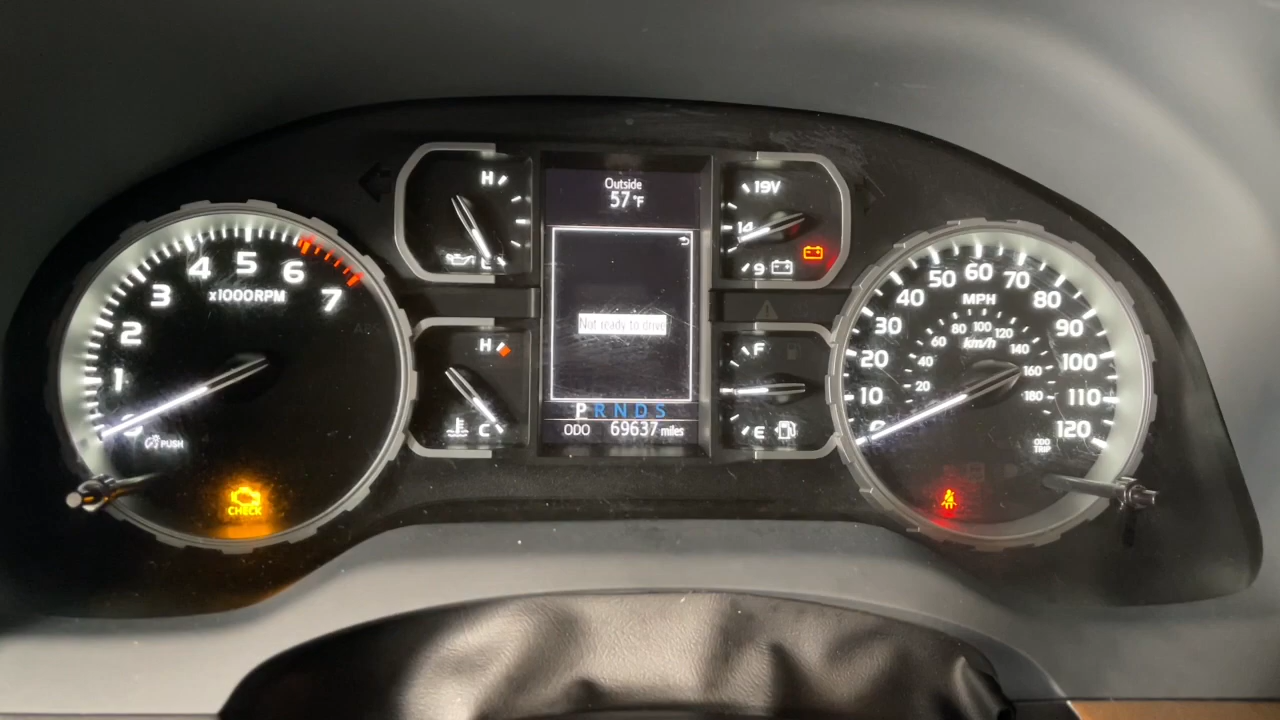 Outside
57°F
Not ready to drive
P R N D S
ODO 69637 miles
H
L
H
C
19V
14
9
F
E
0 1 2 3 4 5 6 7
x1000RPM
PUSH
CHECK
0 10 20 30 40 50 60 70 80 90 100 110 120
MPH
20 40 60 80 100 120 140 160 180
km/h
ODO
TRIP